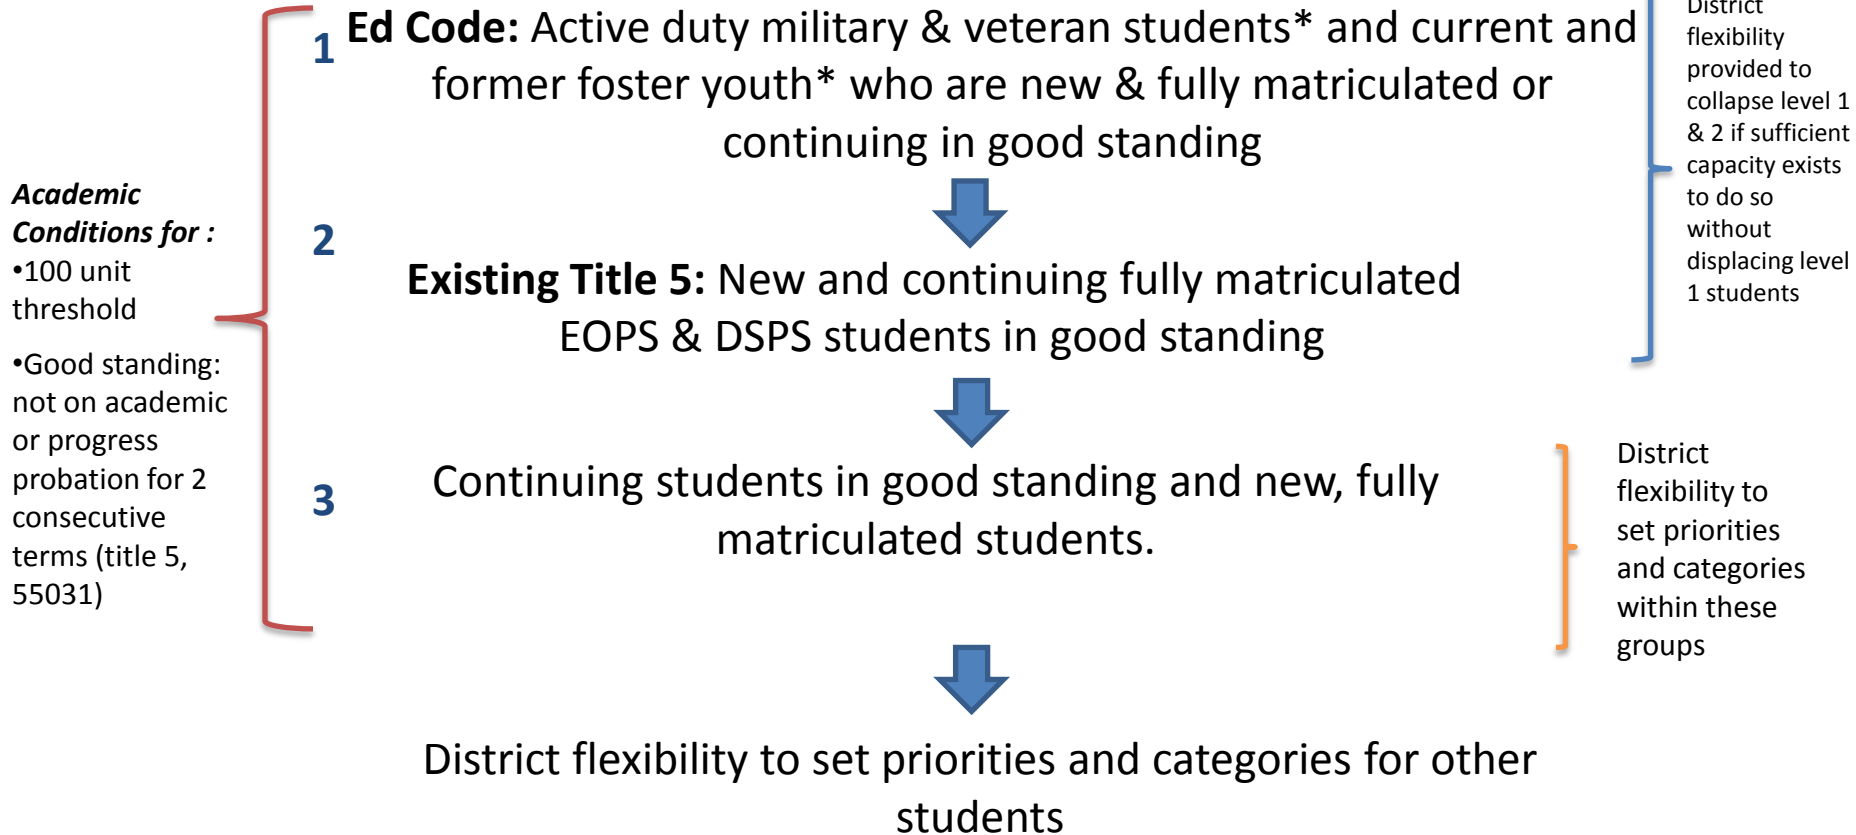 1
Ed Code: Active duty military & veteran students* and current and
former foster youth* who are new & fully matriculated or
continuing in good standing
District
flexibility
provided to
collapse level 1
& 2 if sufficient
capacity exists
to do so
without
displacing level
1 students
Academic
Conditions for :
•100 unit
threshold
•Good standing:
not on academic
or progress
probation for 2
consecutive
terms (title 5,
55031)
2
Existing Title 5: New and continuing fully matriculated
EOPS & DSPS students in good standing
3
Continuing students in good standing and new, fully
matriculated students.
District
flexibility to
set priorities
and categories
within these
groups
District flexibility to set priorities and categories for other
students